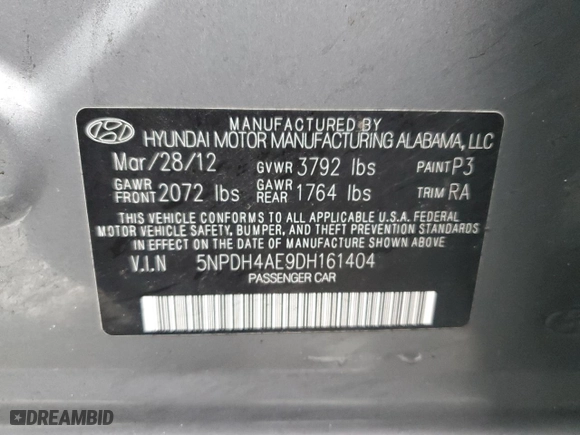 MANUFACTURED BY
HYUNDAI MOTOR MANUFACTURING ALABAMA, LLC
Mar/28/12 GVWR 3792 lbs PAINT P3
GAWR FRONT 2072 lbs GAWR REAR 1764 lbs TRIM RA
THIS VEHICLE CONFORMS TO ALL APPLICABLE U.S.A. FEDERAL
MOTOR VEHICLE SAFETY, BUMPER, AND THEFT PREVENTION
STANDARDS IN EFFECT ON THE DATE OF MANUFACTURE SHOWN ABOVE.
V.I.N 5NPDH4AE9DH161404
PASSENGER CAR
DREAMBID